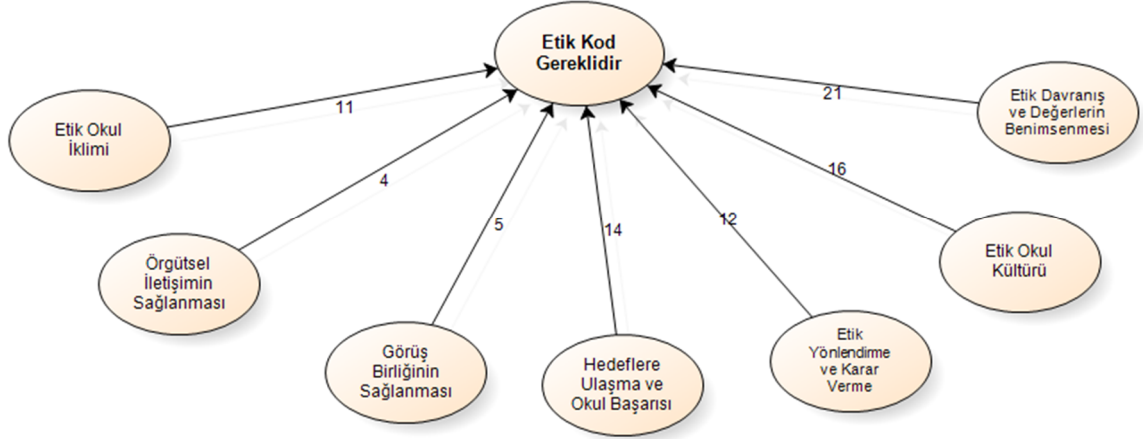 Etik Kod
Gereklidir
11
21
Etik Okul
İklimi
Etik Davranış
ve Değerlerin
Benimsenmesi
4
16
5
14
12
Örgütsel
İletişimin
Sağlanması
Etik Okul
Kültürü
Görüş
Birliğinin
Sağlanması
Hedeflere
Ulaşma ve
Okul Başarısı
Etik
Yönlendirme
ve Karar
Verme